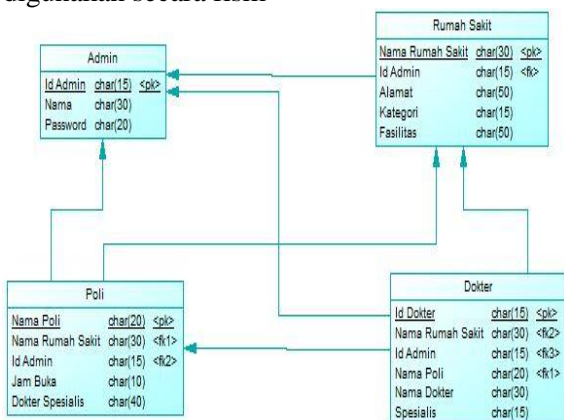 digunakan secara fisik
Admin
Id Admin char(15) <pk>
Nama char(30)
Password char(20)
Rumah Sakit
Nama Rumah Sakit char(30) <pk>
Id Admin char(15) <fk>
Alamat char(50)
Kategori char(15)
Fasilitas char(50)
Poli
Nama Poli char(20) <pk>
Nama Rumah Sakit char(30) <fk1>
Id Admin char(15) <fk2>
Jam Buka char(10)
Dokter Spesialis char(40)
Dokter
Id Dokter char(15) <pk>
Nama Rumah Sakit char(30) <fk2>
Id Admin char(15) <fk3>
Nama Poli char(20) <fk1>
Nama Dokter char(30)
Spesialis char(15)